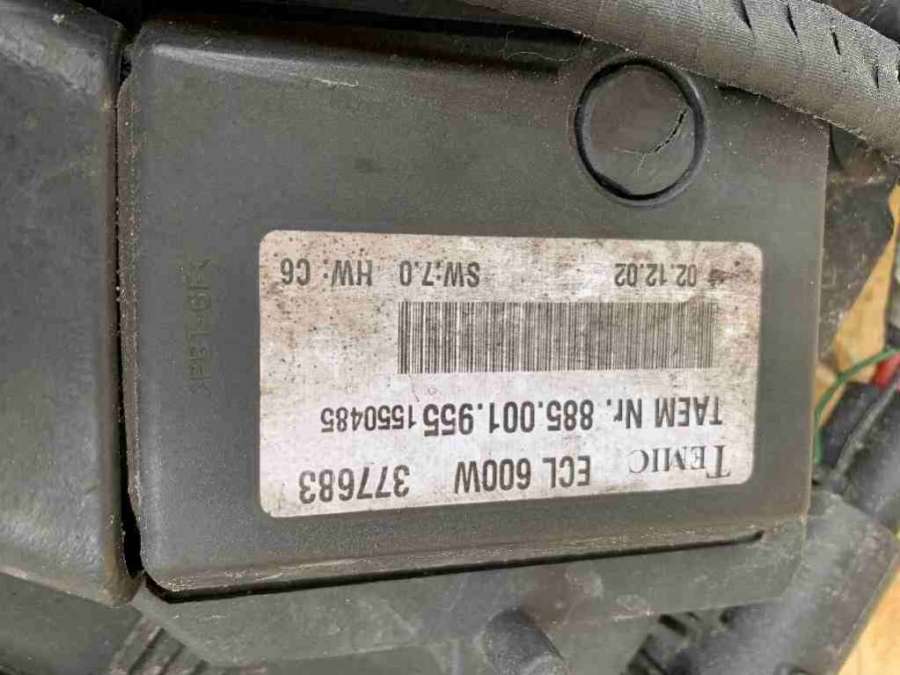 TEMIC ECL 600W 377683
TAEM Nr. 885.001.955 1550485
02.12.02 SW:7.0 HW: C6